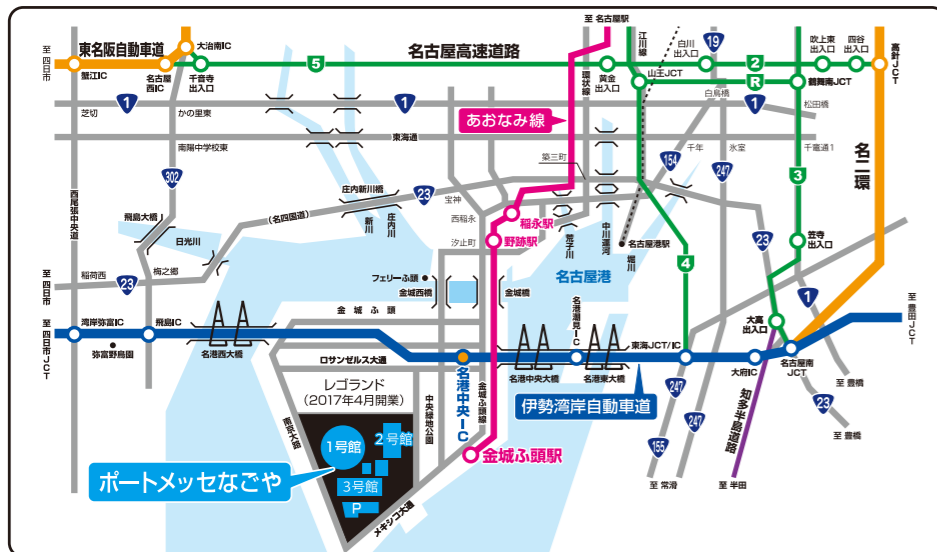 至 名古屋駅
至四日市
東名阪自動車道
大治南IC
名古屋高速道路
江川線
白川
出入口
19
吹上東
出入口
四谷
出入口
高針JCT
蟹江IC
名古屋
西IC
千音寺
出入口
5
環状線
黄金
出入口
山王JCT
2
R
鶴舞南JCT
1
1
白鳥橋
1
芝切
かの里東
松田橋
あおなみ線
東海通
南陽中学校東
築三町
154
千年
247
氷室
千竈通1
名二環
302
庄内新川橋
23
宝神
3
西尾張中央道
飛島大橋
(名四国道)
新川
庄内川
西稲永
稲永駅
日光川
汐止町
野跡駅
荒子川
中川運河
名古屋港駅
堀川
23
笠寺
出入口
至四日市
稲荷西
23
梅之郷
フェリーふ頭
金城西橋
金城橋
名古屋港
4
1
金城ふ頭
名港潮見IC
大高
出入口
至豊田JCT
至四日市JCT
湾岸弥富IC
飛島IC
弥富野鳥園
名港西大橋
ロサンゼルス大通
名港中央IC
金城ふ頭線
名港中央大橋
名港東大橋
東海JCT/IC
大府IC
名古屋南
JCT
至 豊橋
レゴランド
(2017年4月開業)
中央緑地公園
伊勢湾岸自動車道
247
247
知多半島道路
23
南京大路
1号館
2号館
至 豊橋
ポートメッセなごや
3号館
P
金城ふ頭駅
155
メキシコ大通
至 常滑
至 半田